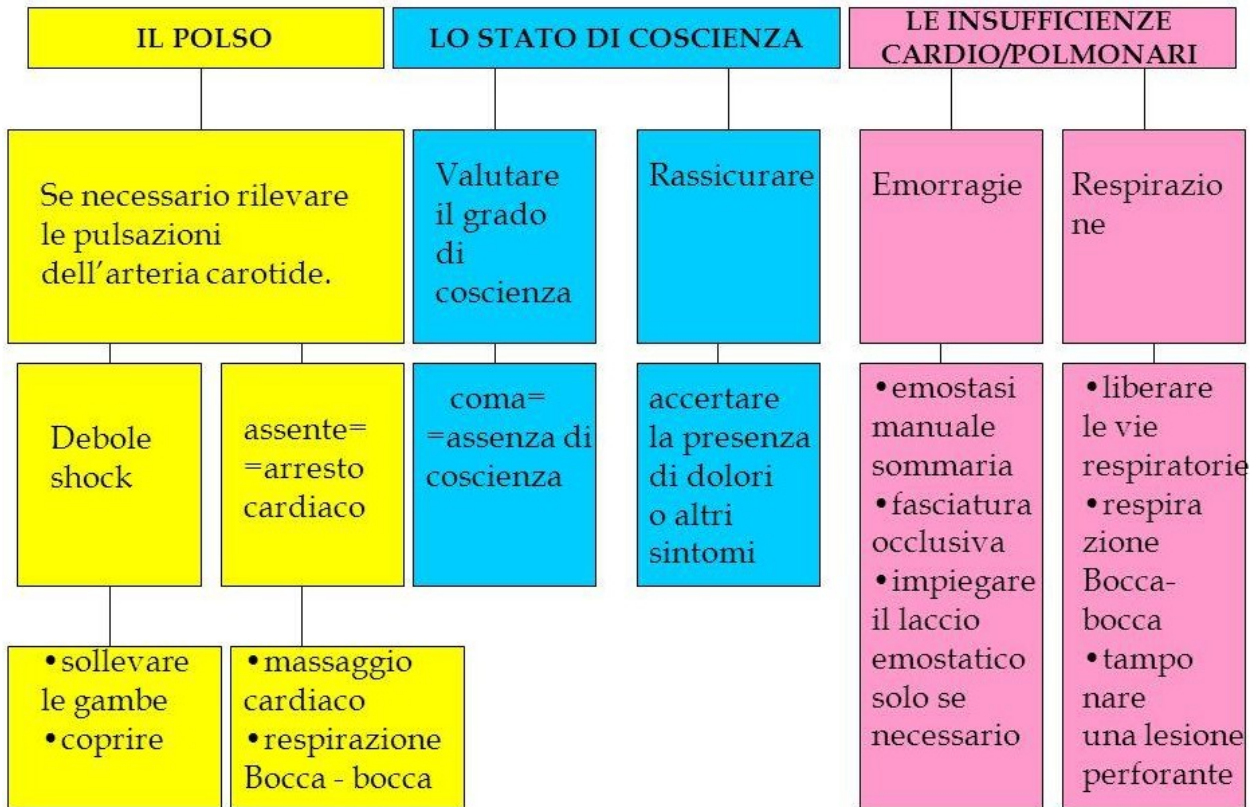 IL POLSO
Se necessario rilevare
le pulsazioni
dell'arteria carotide.
Debole
shock
•sollevare
le gambe
•coprire
assente=
=arresto
cardiaco
•massaggio
cardiaco
•respirazione
Bocca - bocca
LO STATO DI COSCIENZA
Valutare
il grado
di
coscienza
coma=
=assenza di
coscienza
Rassicurare
accertare
la presenza
di dolori
o altri
sintomi
LE INSUFFICIENZE
CARDIO/POLMONARI
Emorragie
•emostasi
manuale
sommaria
•fasciatura
occlusiva
•impiegare
il laccio
emostatico
solo se
necessario
Respirazio
ne
•liberare
le vie
respiratorie
•respira
zione
Bocca-
bocca
•tampo
nare
una lesione
perforante